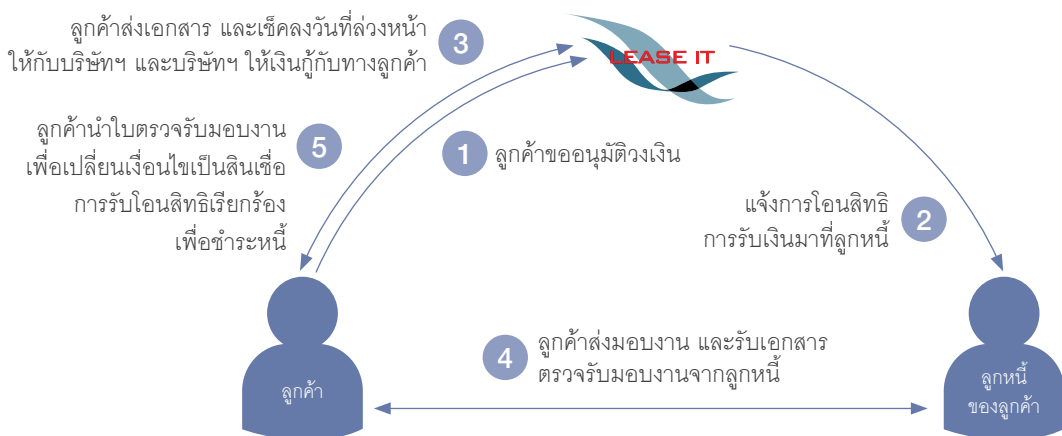 ลูกค้าส่งเอกสาร และเช็คลงวันที่ล่วงหน้า
ให้กับบริษัทฯ และบริษัทฯ ให้เงินกู้กับทางลูกค้า
3
LEASE IT
ลูกค้านำใบตรวจรับมอบงาน
เพื่อเปลี่ยนเงื่อนไขเป็นสินเชื่อ
การรับโอนสิทธิเรียกร้อง
เพื่อชำระหนี้
5
1
ลูกค้าขออนุมัติวงเงิน
แจ้งการโอนสิทธิ
การรับเงินมาที่ลูกหนี้
2
4
ลูกค้าส่งมอบงาน และรับเอกสาร
ตรวจรับมอบงานจากลูกหนี้
ลูกค้า
ลูกหนี้
ของลูกค้า